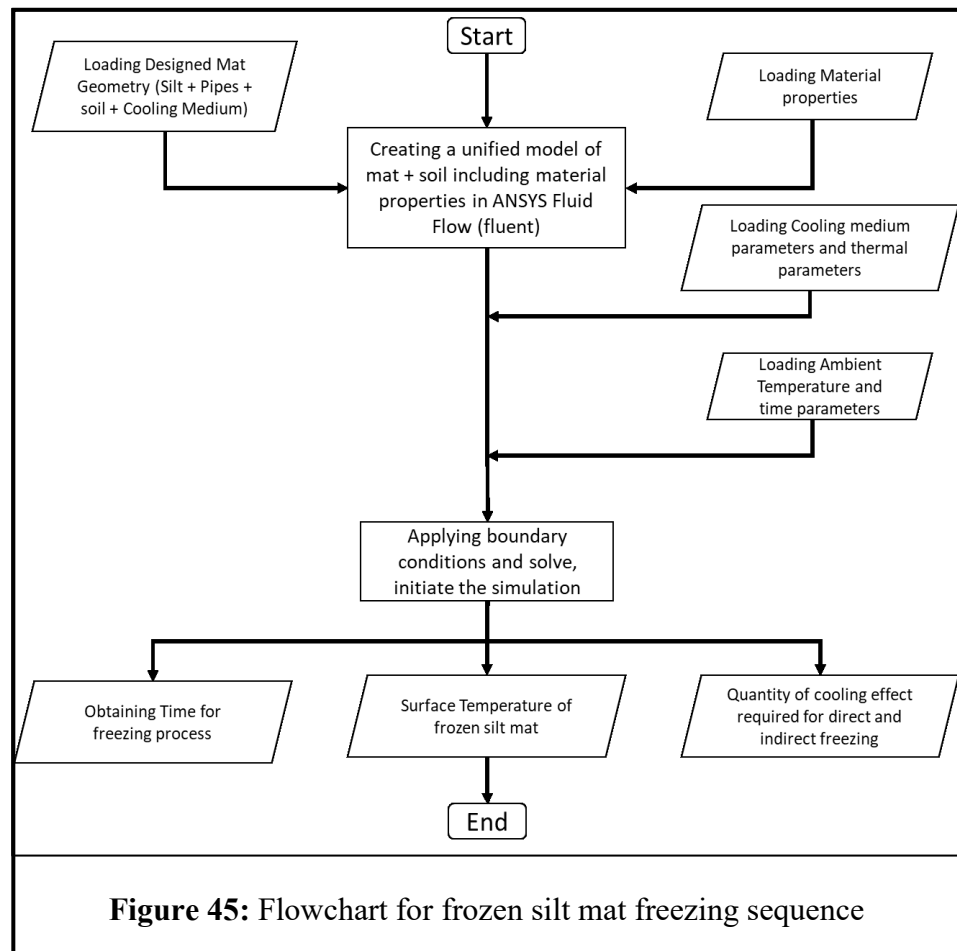 Start
Loading Designed Mat
Geometry (Silt + Pipes +
soil + Cooling Medium)
Loading Material
properties
Creating a unified model of
mat + soil including material
properties in ANSYS Fluid
Flow (fluent)
Loading Cooling medium
parameters and thermal
parameters
Loading Ambient
Temperature and
time parameters
Applying boundary
conditions and solve,
initiate the simulation
Obtaining Time for
freezing process
Surface Temperature of
frozen silt mat
Quantity of cooling effect
required for direct and
indirect freezing
End
Figure 45: Flowchart for frozen silt mat freezing sequence